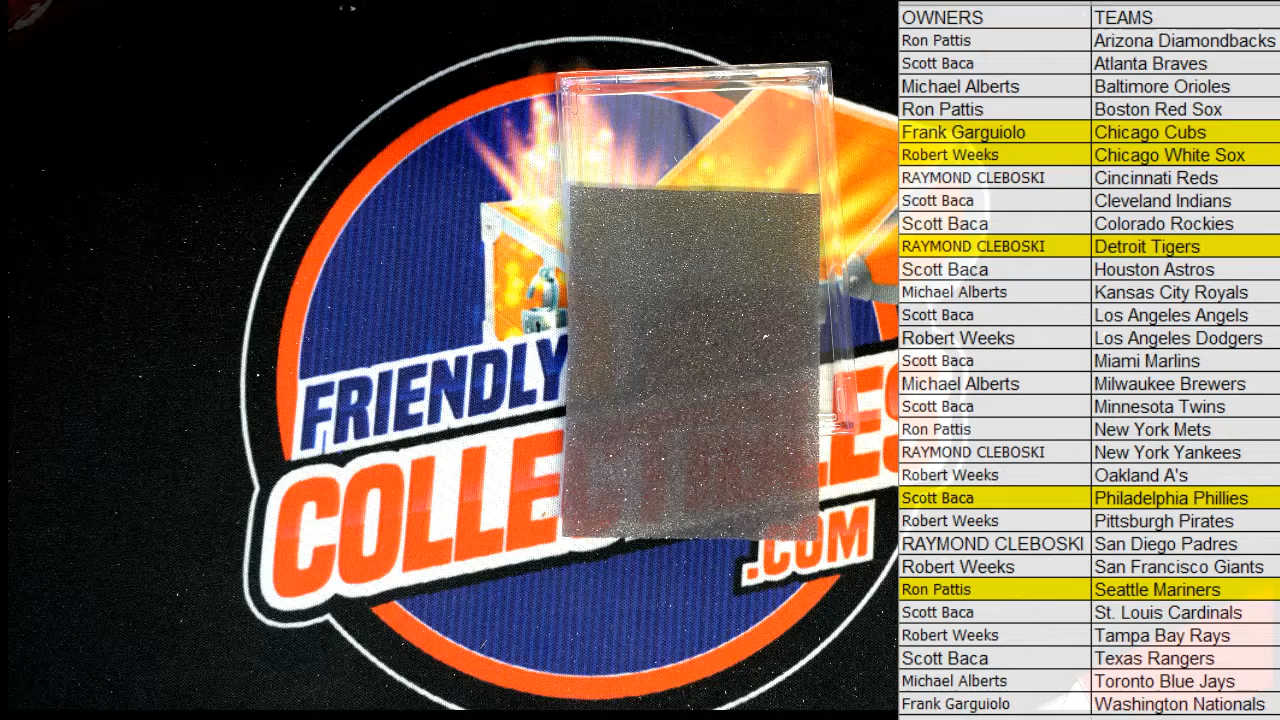 OWNERS TEAMS
Ron Pattis Arizona Diamondbacks
Scott Baca Atlanta Braves
Michael Alberts Baltimore Orioles
Ron Pattis Boston Red Sox
Frank Garguiolo Chicago Cubs
Robert Weeks Chicago White Sox
RAYMOND CLEBOSKI Cincinnati Reds
Scott Baca Cleveland Indians
Scott Baca Colorado Rockies
RAYMOND CLEBOSKI Detroit Tigers
Scott Baca Houston Astros
Michael Alberts Kansas City Royals
Scott Baca Los Angeles Angels
Robert Weeks Los Angeles Dodgers
Scott Baca Miami Marlins
Michael Alberts Milwaukee Brewers
Scott Baca Minnesota Twins
Ron Pattis New York Mets
RAYMOND CLEBOSKI New York Yankees
Robert Weeks Oakland A's
Scott Baca Philadelphia Phillies
Robert Weeks Pittsburgh Pirates
RAYMOND CLEBOSKI San Diego Padres
Robert Weeks San Francisco Giants
Ron Pattis Seattle Mariners
Scott Baca St. Louis Cardinals
Robert Weeks Tampa Bay Rays
Scott Baca Texas Rangers
Michael Alberts Toronto Blue Jays
Frank Garguiolo Washington Nationals
FRIENDLY
.COM